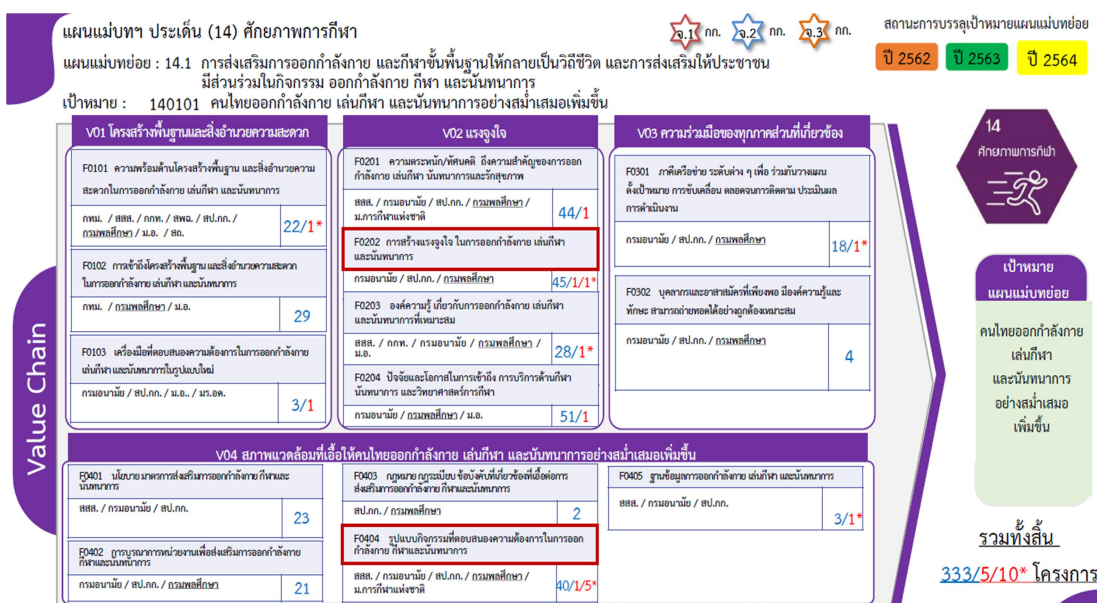 แผนแม่บทฯ ประเด็น (14) ศักยภาพการกีฬา
จ.1 กก. จ.2 กก. จ.3 กก.
สถานะการบรรลุเป้าหมายแผนแม่บทย่อย
ปี 2562 ปี 2563 ปี 2564
แผนแม่บทย่อย : 14.1 การส่งเสริมการออกกำลังกาย และกีฬาขั้นพื้นฐานให้กลายเป็นวิถีชีวิต และการส่งเสริมให้ประชาชน
มีส่วนร่วมในกิจกรรม ออกกำลังกาย กีฬา และนันทนาการ
เป้าหมาย : 140101 คนไทยออกกำลังกาย เล่นกีฬา และนันทนาการอย่างสม่ำเสมอเพิ่มขึ้น
Value Chain
V01 โครงสร้างพื้นฐานและสิ่งอำนวยความสะดวก
F0101 ความพร้อมด้านโครงสร้างพื้นฐาน และสิ่งอำนวยความ
สะดวกในการออกกำลังกาย เล่นกีฬา และนันทนาการ
กทม. / สสส. / กกท. / สพฉ. / สป.กก. /
กรมพลศึกษา / ม.อ. / สถ.
22/1*
F0102 การเข้าถึงโครงสร้างพื้นฐาน และสิ่งอำนวยความสะดวก
ในการออกกำลังกาย เล่นกีฬา และนันทนาการ
กทม. / กรมพลศึกษา / ม.อ.
29
F0103 เครื่องมือที่ตอบสนองความต้องการในการออกกำลังกาย
เล่นกีฬา และนันทนาการในรูปแบบใหม่
กรมอนามัย / สป.กก. / ม.อ.. / มร.อด.
3/1
V02 แรงจูงใจ
F0201 ความตระหนัก/ทัศนคติ ถึงความสำคัญของการออก
กำลังกาย เล่นกีฬา นันทนาการและรักสุขภาพ
สสส. / กรมอนามัย / สป.กก. / กรมพลศึกษา /
ม.การกีฬาแห่งชาติ
44/1
F0202 การสร้างแรงจูงใจ ในการออกกำลังกาย เล่นกีฬา
และนันทนาการ
กรมอนามัย / สป.กก. / กรมพลศึกษา
45/1/1*
F0203 องค์ความรู้ เกี่ยวกับการออกกำลังกาย เล่นกีฬา
และนันทนาการที่เหมาะสม
สสส. / กกท. / กรมอนามัย / กรมพลศึกษา /
ม.อ.
28/1*
F0204 ปัจจัยและโอกาสในการเข้าถึง การบริการด้านกีฬา
นันทนาการ และวิทยาศาสตร์การกีฬา
กรมอนามัย / กรมพลศึกษา / ม.อ.
51/1
V03 ความร่วมมือของทุกภาคส่วนที่เกี่ยวข้อง
F0301 ภาคีเครือข่าย ระดับต่าง ๆ เพื่อ ร่วมกันวางแผน
ตั้งเป้าหมาย การขับเคลื่อน ตลอดจนการติดตาม ประเมินผล
การดำเนินงาน
กรมอนามัย / สป.กก. / กรมพลศึกษา
18/1*
F0302 บุคลากรและอาสาสมัครที่เพียงพอ มีองค์ความรู้และ
ทักษะ สามารถถ่ายทอดได้อย่างถูกต้องเหมาะสม
กรมอนามัย / สป.กก. / กรมพลศึกษา
4
V04 สภาพแวดล้อมที่เอื้อให้คนไทยออกกำลังกาย เล่นกีฬา และนันทนาการอย่างสม่ำเสมอเพิ่มขึ้น
F0401 นโยบาย มาตรการส่งเสริมการออกกำลังกาย กีฬาและ
นันทนาการ
สสส. / กรมอนามัย / สป.กก.
23
F0402 การบูรณาการหน่วยงานเพื่อส่งเสริมการออกกำลังกาย
กีฬาและนันทนาการ
กรมอนามัย / สป.กก. / กรมพลศึกษา
21
F0403 กฎหมาย กฎระเบียบ ข้อบังคับที่เกี่ยวข้องที่เอื้อต่อการ
ส่งเสริมการออกกำลังกาย กีฬาและนันทนาการ
สป.กก. / กรมพลศึกษา
2
F0404 รูปแบบกิจกรรมที่ตอบสนองความต้องการในการออก
กำลังกาย กีฬาและนันทนาการ
สสส. / กรมอนามัย / สป.กก. / กรมพลศึกษา /
ม.การกีฬาแห่งชาติ
40/1/5*
F0405 ฐานข้อมูลการออกกำลังกาย เล่นกีฬา และนันทนาการ
สสส. / กรมอนามัย / สป.กก.
3/1*
14
ศักยภาพการกีฬา
เป้าหมาย
แผนแม่บทย่อย
คนไทยออกกำลังกาย
เล่นกีฬา
และนันทนาการ
อย่างสม่ำเสมอ
เพิ่มขึ้น
รวมทั้งสิ้น
333/5/10* โครงการ